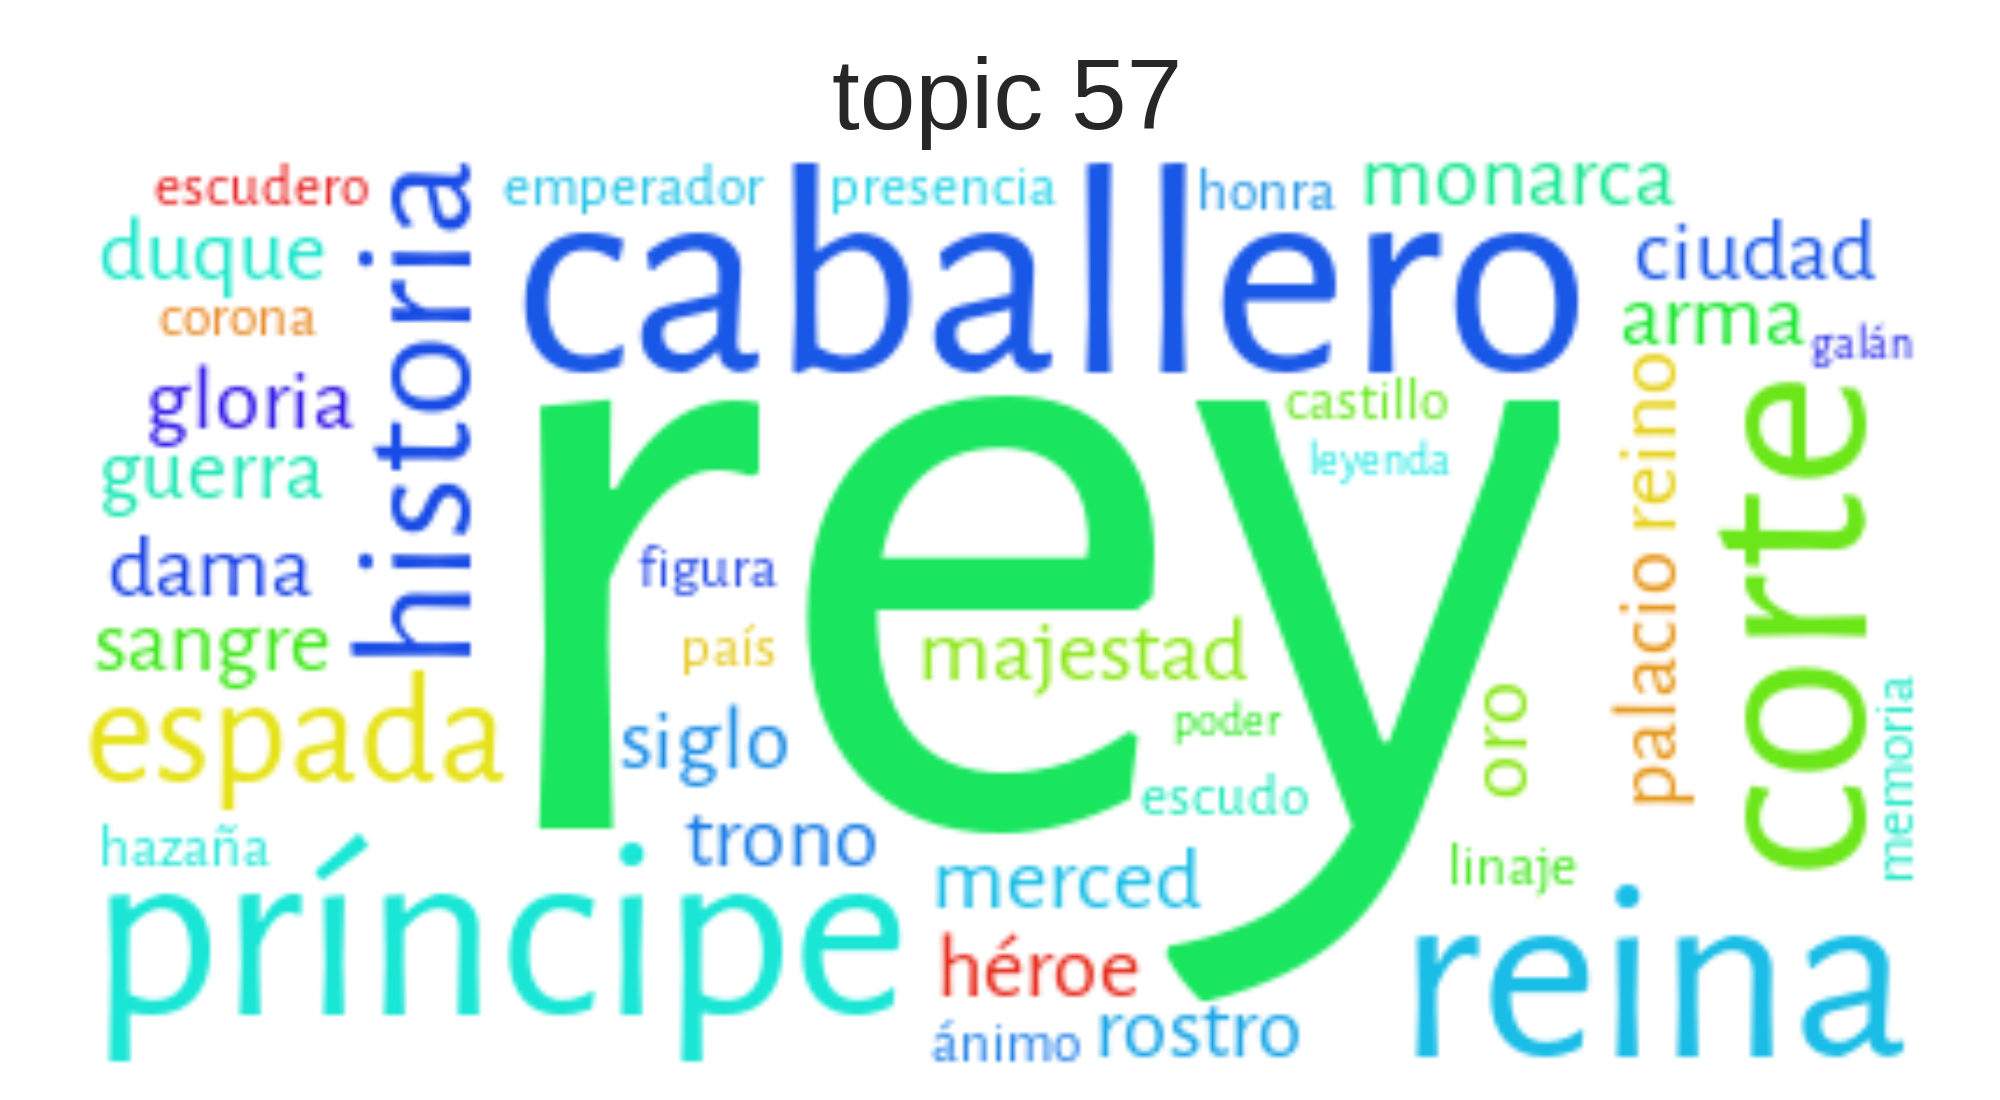 topic 57
escudero
emperador
presencia
honra
monarca
duque
historia
caballero
ciudad
corona
arma
galán
gloria
castillo
leyenda
reino
corte
guerra
rey
dama
figura
palacio
sangre
país
majestad
espada
siglo
poder
oro
memoria
escudo
hazaña
trono
merced
linaje
príncipe
héroe
reina
ánimo
rostro